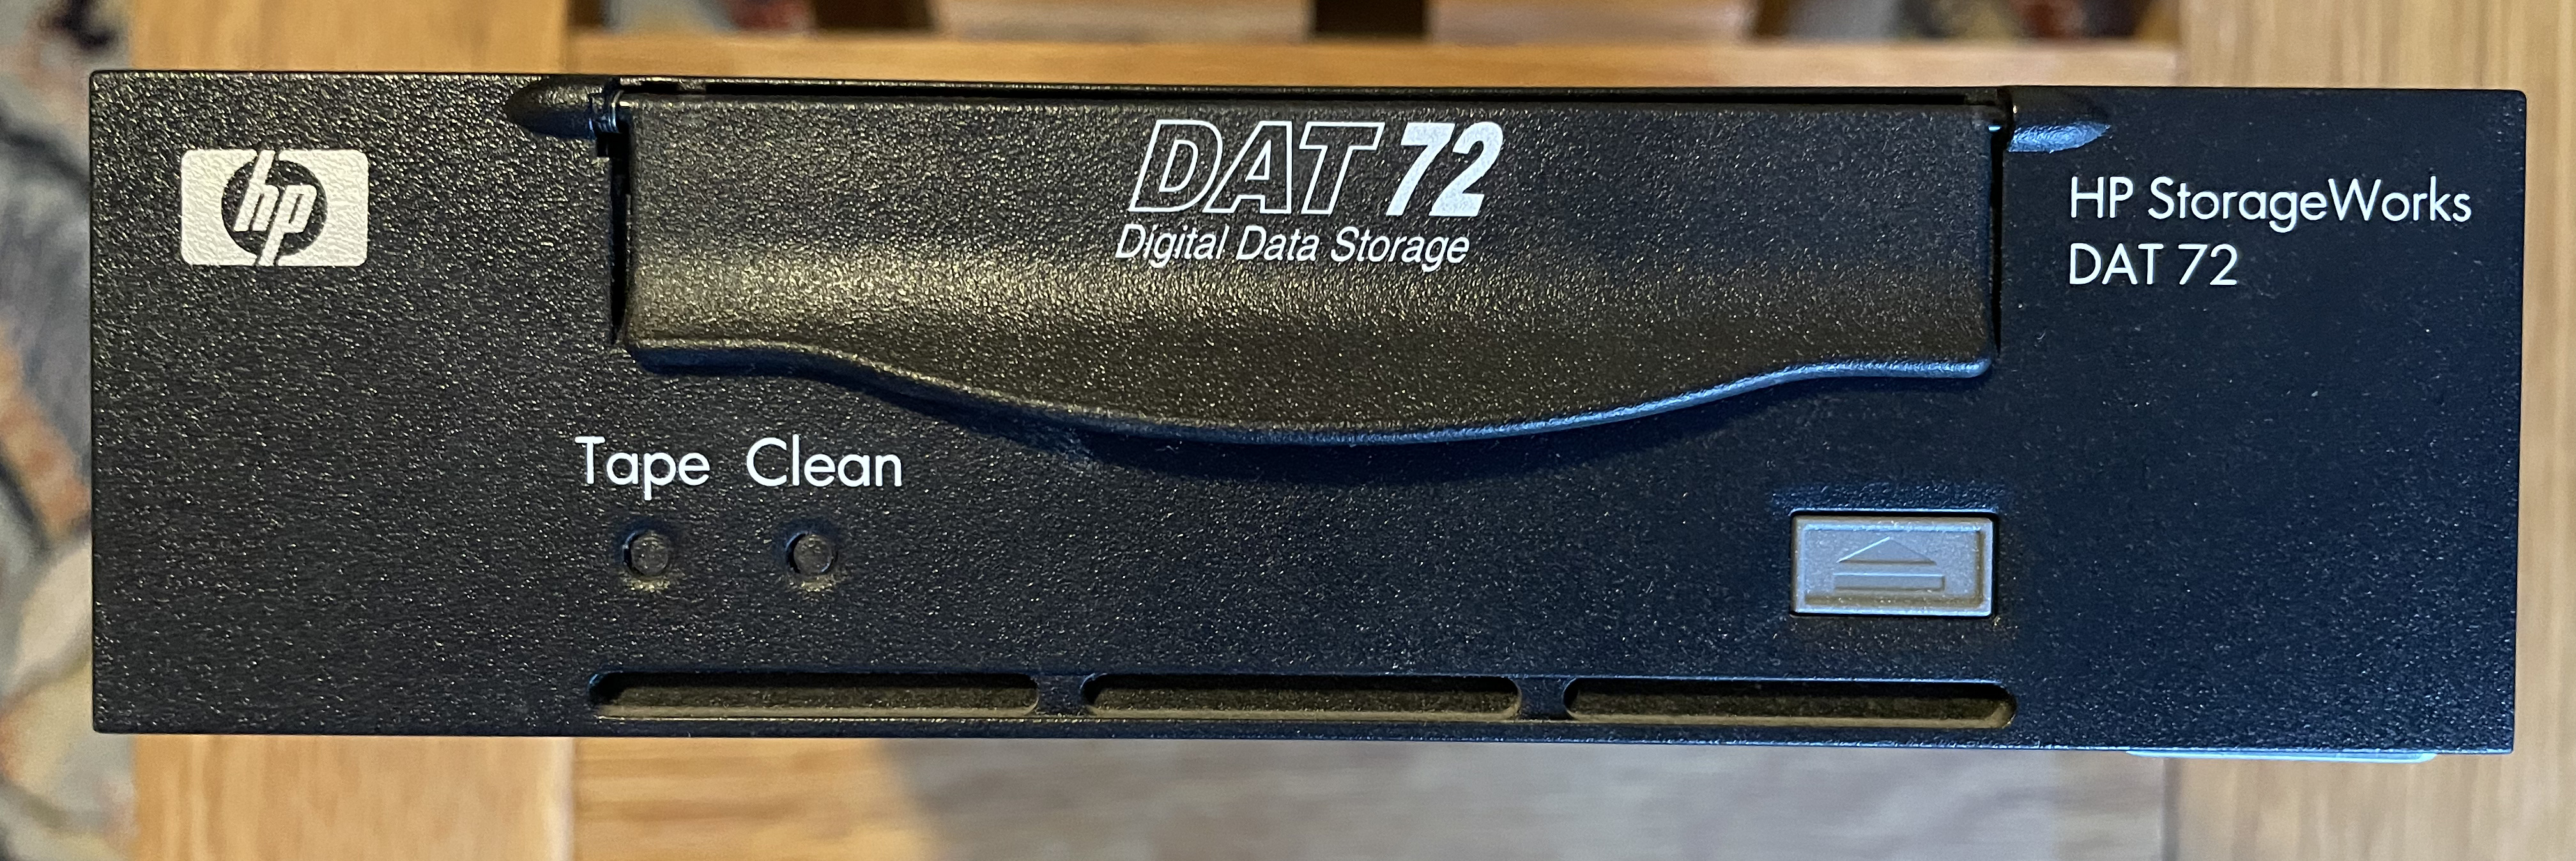 hp
DAT 72
Digital Data Storage
HP StorageWorks
DAT 72
Tape Clean